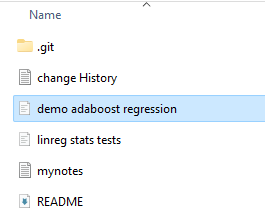 Name
.git
change History
demo adaboost regression
linreg stats tests
mynotes
README